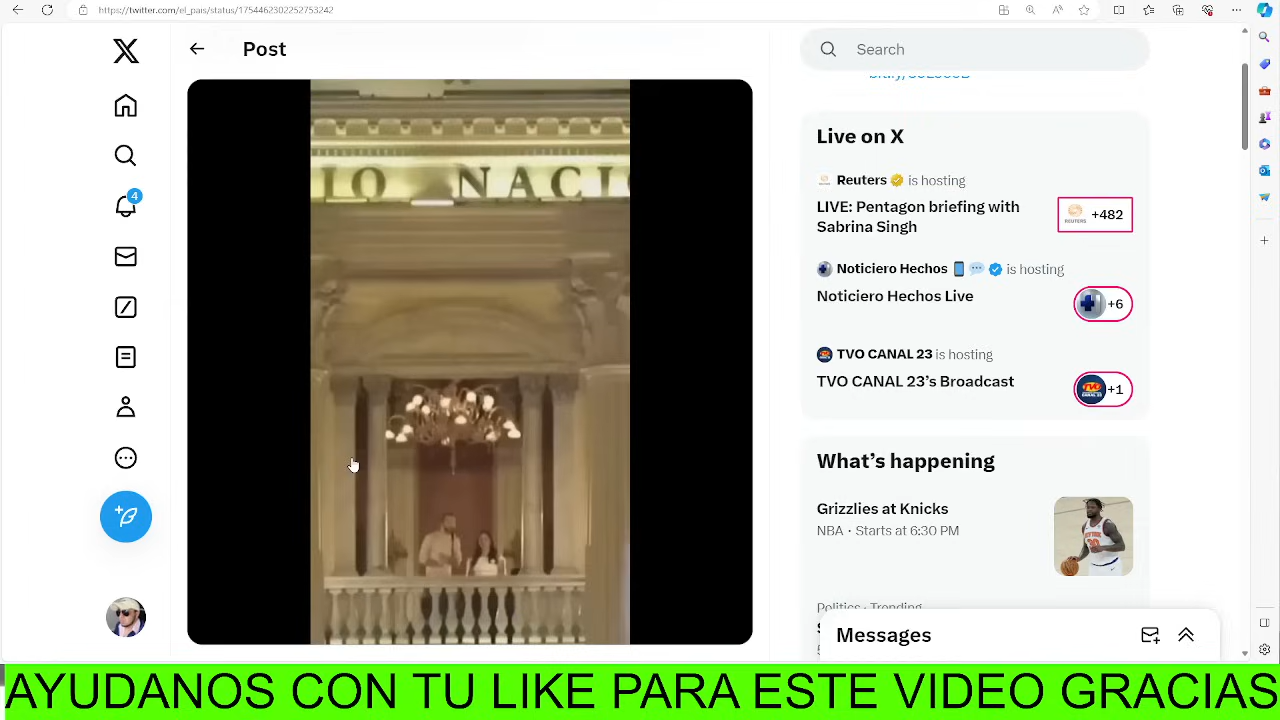 https://twitter.com/el_pais/status/1754462302252753242
Post
Search
Live on X
Reuters is hosting
LIVE: Pentagon briefing with
Sabrina Singh
REUTERS
+482
Noticiero Hechos is hosting
Noticiero Hechos Live
+6
TVO CANAL 23 is hosting
TVO CANAL 23’s Broadcast
+1
What’s happening
Grizzlies at Knicks
NBA · Starts at 6:30 PM
Politics · Trending
Messages
4
IO NACI
AYUDANOS CON TU LIKE PARA ESTE VIDEO GRACIAS